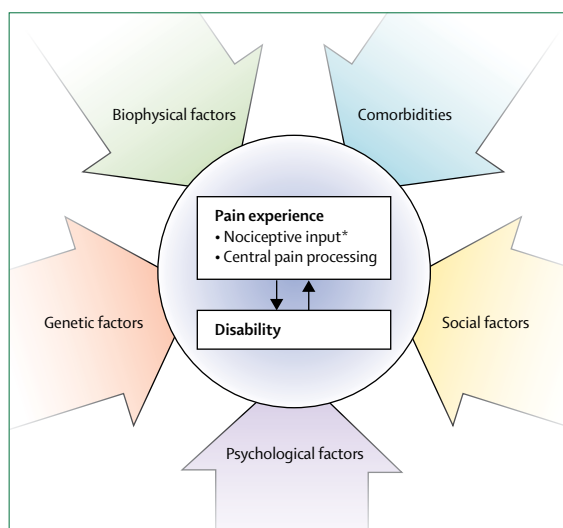 Biophysical factors
Comorbidities
Pain experience
• Nociceptive input*
• Central pain processing
Genetic factors
Social factors
Disability
Psychological factors